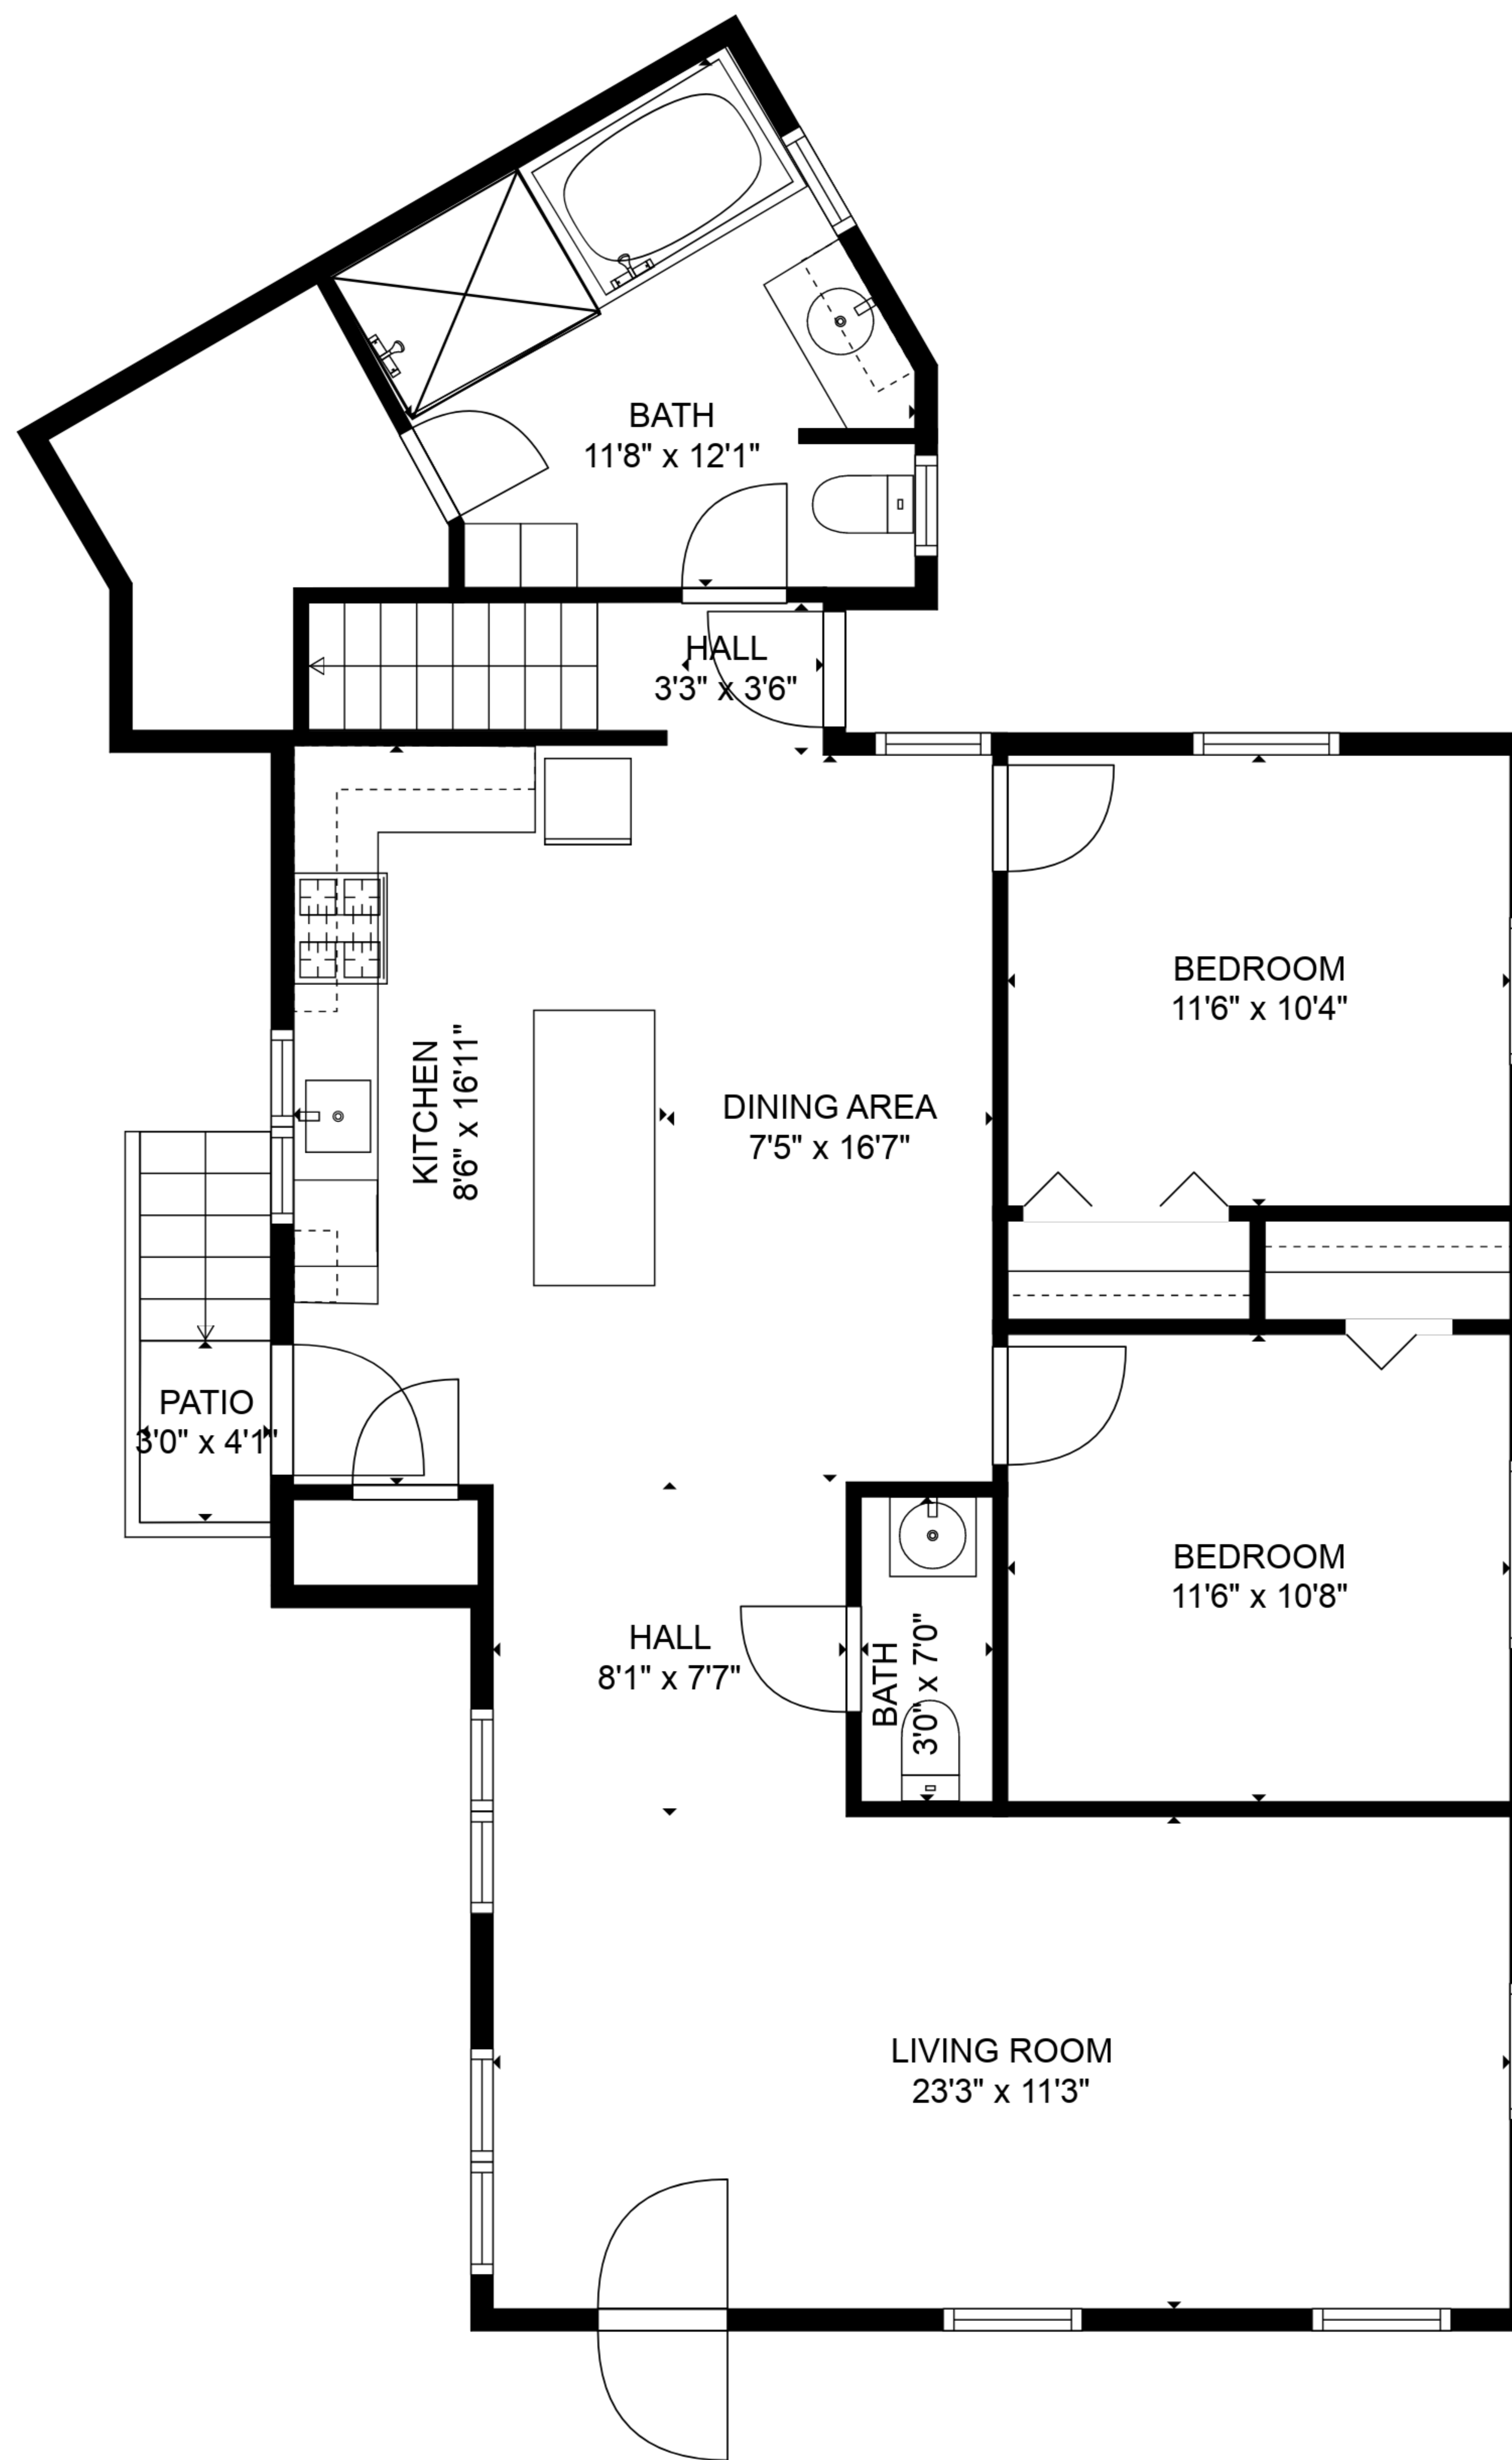 BATH
11'8" x 12'1"
HALL
3'3" x 3'6"
BEDROOM
11'6" x 10'4"
KITCHEN
8'6" x 16'11"
DINING AREA
7'5" x 16'7"
PATIO
3'0" x 4'1"
BEDROOM
11'6" x 10'8"
HALL
8'1" x 7'7"
BATH
3'0" x 7'0"
LIVING ROOM
23'3" x 11'3"